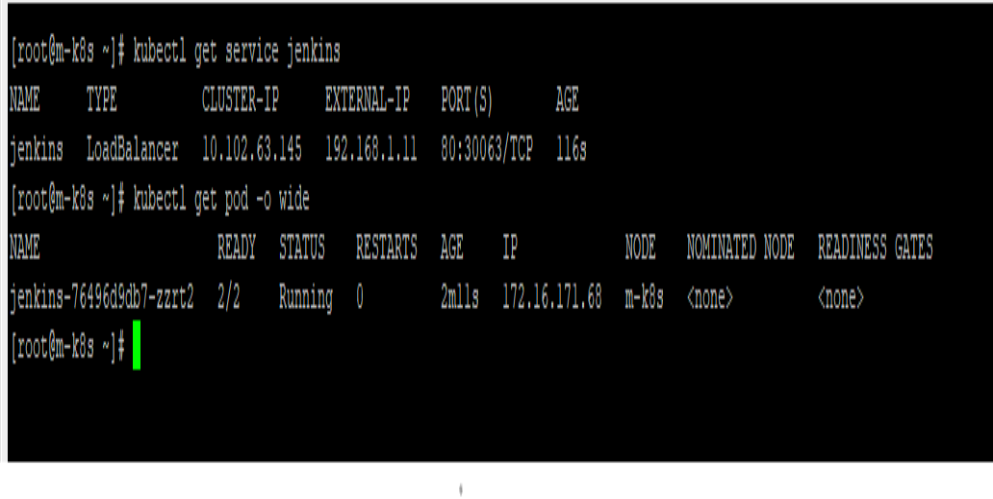 [root@m-k8s ~]# kubectl get service jenkins
NAME TYPE CLUSTER-IP EXTERNAL-IP PORT(S) AGE
jenkins LoadBalancer 10.102.63.145 192.168.1.11 80:30063/TCP 116s
[root@m-k8s ~]# kubectl get pod -o wide
NAME READY STATUS RESTARTS AGE IP NODE NOMINATED NODE READINESS GATES
jenkins-76496d9db7-zzrt2 2/2 Running 0 2m11s 172.16.171.68 m-k8s <none> <none>
[root@m-k8s ~]#